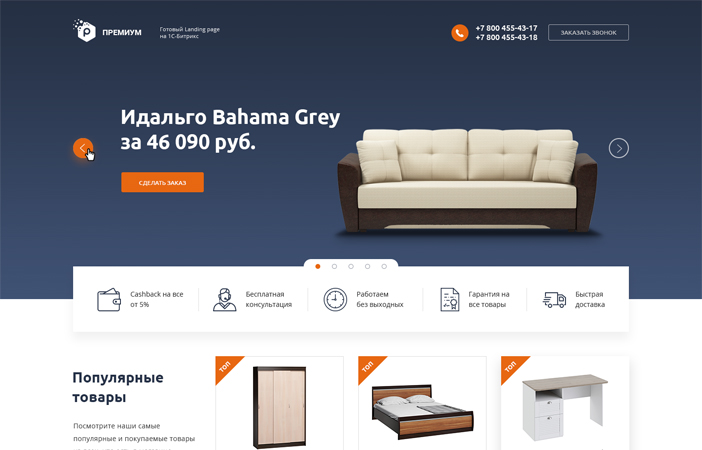 ПРЕМИУМ
Готовый Landing page
на 1С-Битрикс
+7 800 455-43-17
+7 800 455-43-18
ЗАКАЗАТЬ ЗВОНОК
Идальго Bahama Grey
за 46 090 руб.
СДЕЛАТЬ ЗАКАЗ
Cashback на все
от 5%
Бесплатная
консультация
Работаем
без выходных
Гарантия на
все товары
Быстрая
доставка
Популярные
товары
Посмотрите наши самые
популярные и покупаемые товары
ТОП
ТОП
ТОП